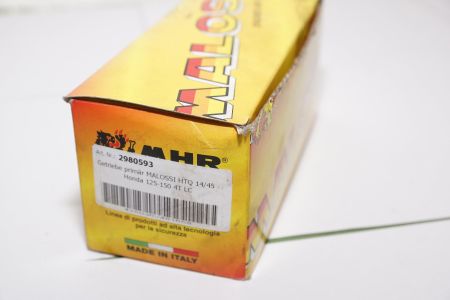 MALOSSI
MHR®
Art. Nr.: 2980593
Getriebe primär MALOSSI HTQ 14/45
Honda 125-150 4T LC
Linea di prodotti ad alta tecnologia
per la sicurezza
MADE IN ITALY